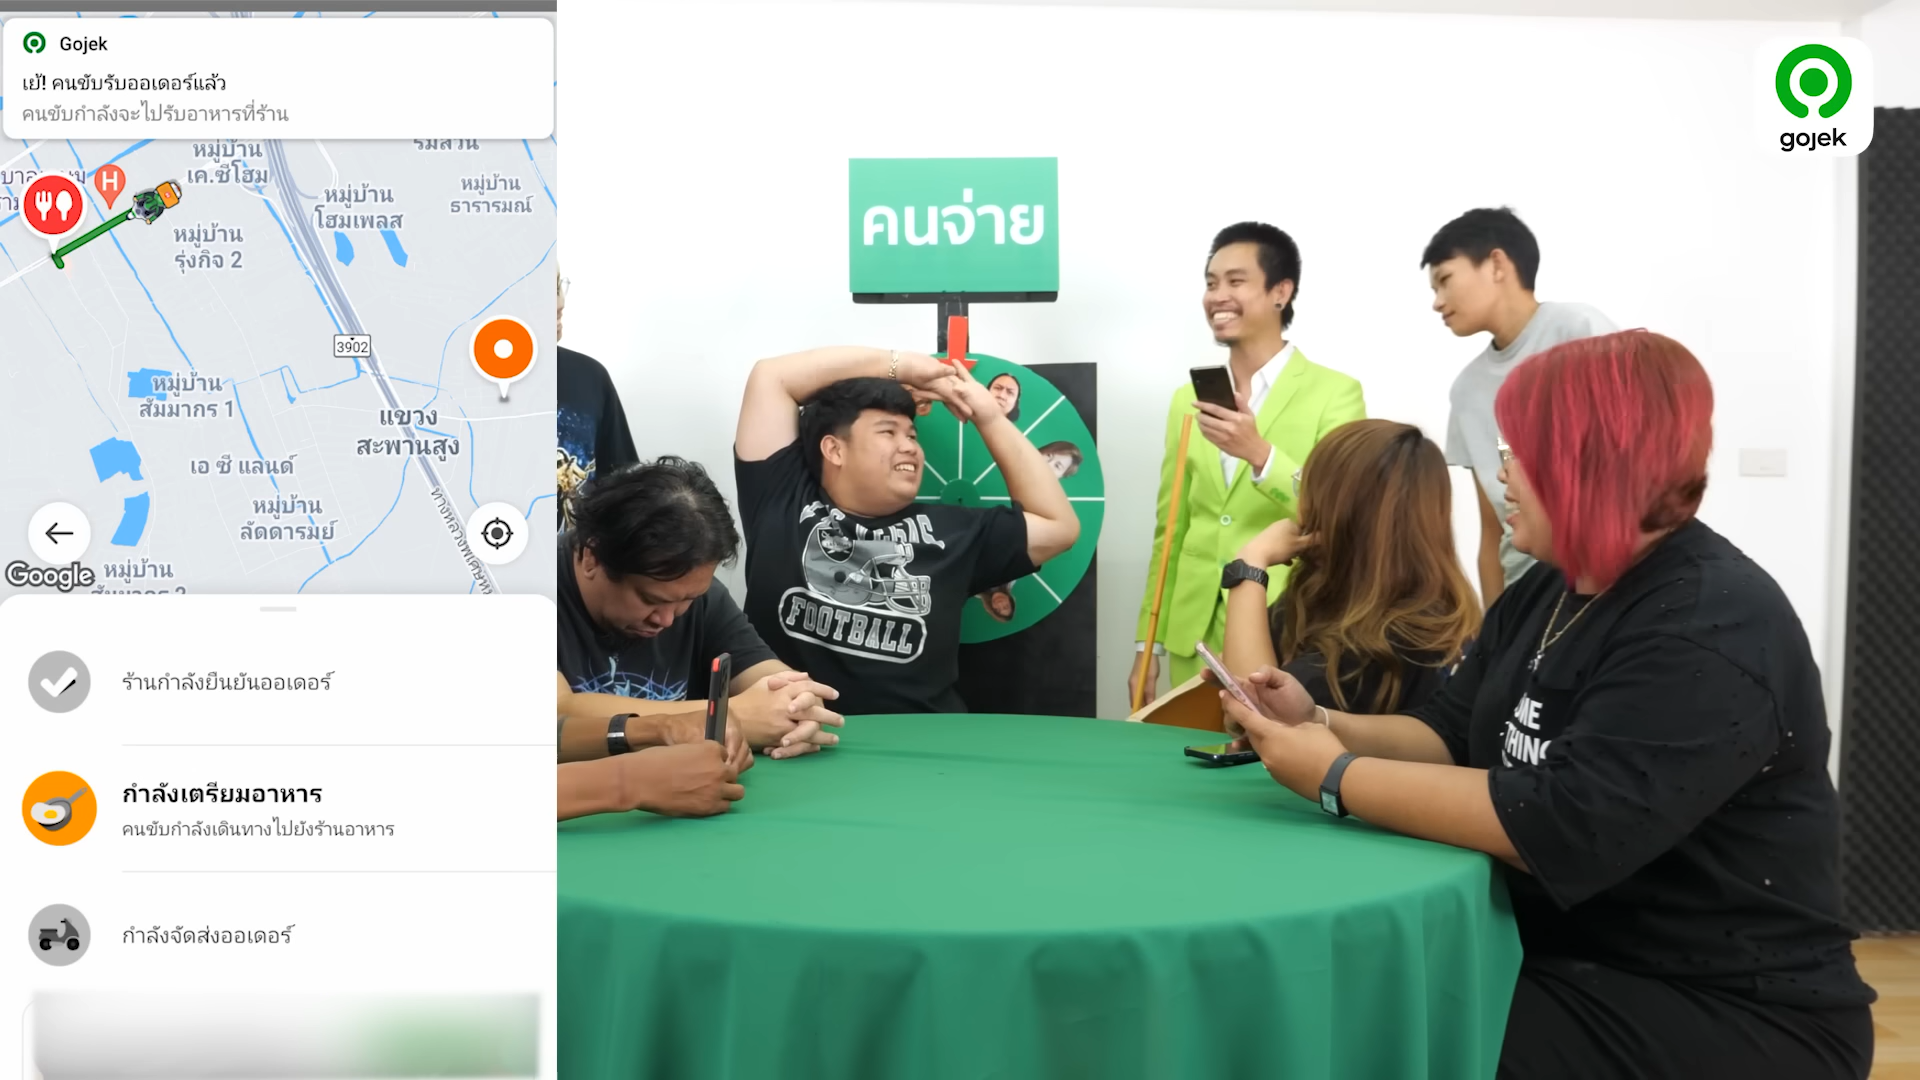 Gojek
เย้! คนขับรับออเดอร์แล้ว
คนขับกำลังจะไปรับอาหารที่ร้าน
หมู่บ้าน
เค.ซีโฮม
หมู่บ้าน
โฮมเพลส
หมู่บ้าน
ธารารมณ์
H
หมู่บ้าน
รุ่งกิจ 2
3902
หมู่บ้าน
สัมมากร 1
แขวง
สะพานสูง
เอ ซี แลนด์
หมู่บ้าน
ลัดดารมย์
Google
หมู่บ้าน
สัมมากร 2
ร้านกำลังยืนยันออเดอร์
กำลังเตรียมอาหาร
คนขับกำลังเดินทางไปยังร้านอาหาร
กำลังจัดส่งออเดอร์
คนจ่าย
FOOTBALL
THING
gojek